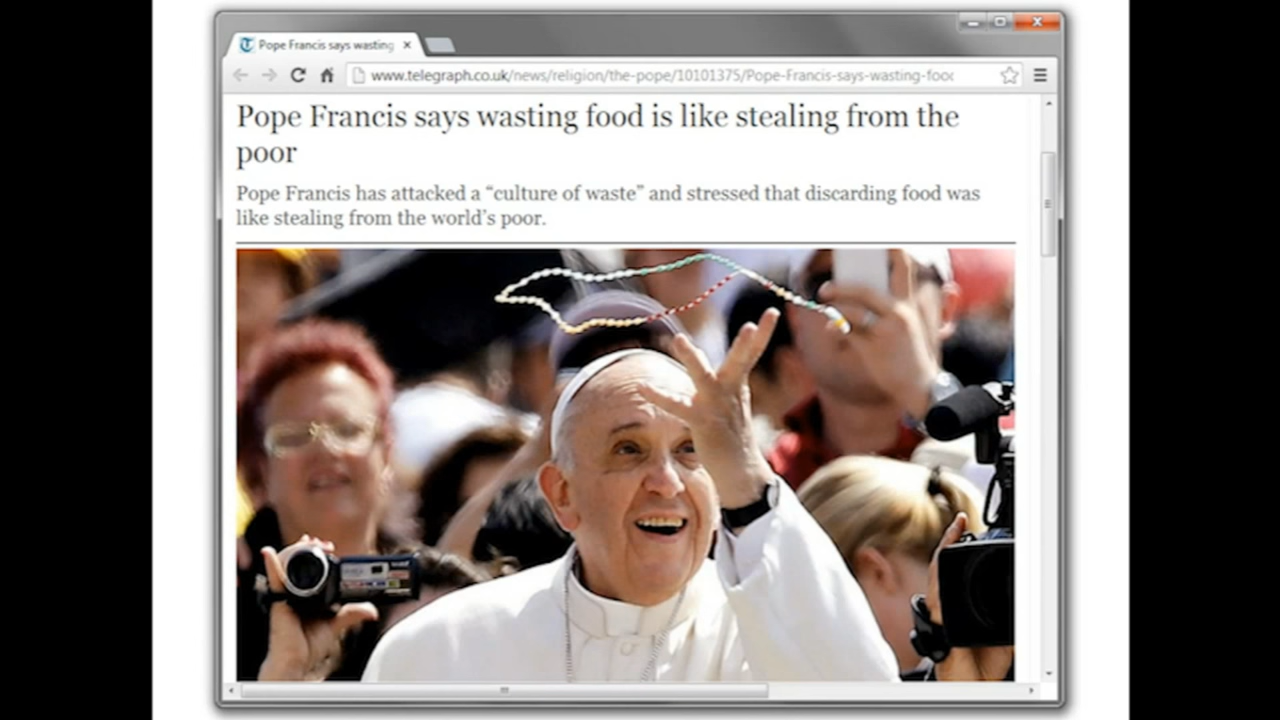 Pope Francis says wasting
www.telegraph.co.uk/news/religion/the-pope/10101375/Pope-Francis-says-wasting-food
Pope Francis says wasting food is like stealing from the
poor
Pope Francis has attacked a “culture of waste” and stressed that discarding food was
like stealing from the world’s poor.